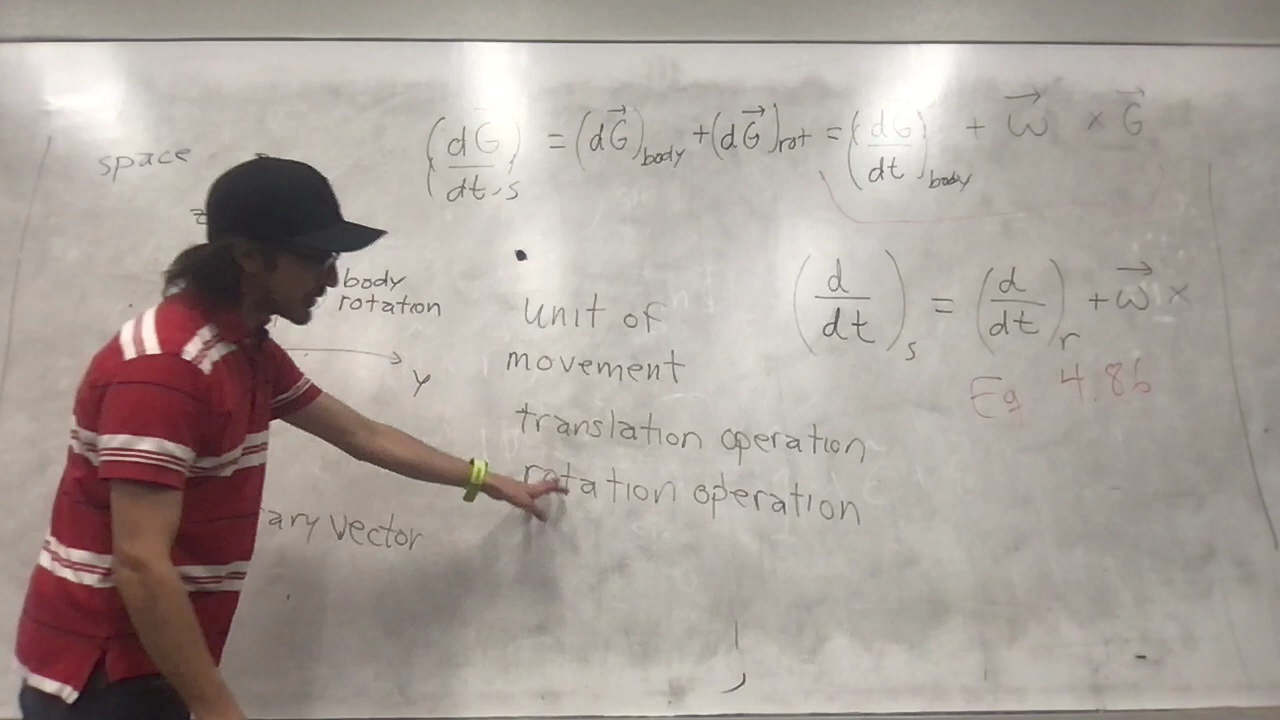 space
(dG/dt)s = (dG⃗)body + (dG⃗)rot = (dG/dt)body + ω⃗ × G⃗
z
body
rotation
y
(d/dt)s = (d/dt)r + ω⃗ ×
Eq 4.86
unit of
movement
translation operation
rotation operation
ary vector